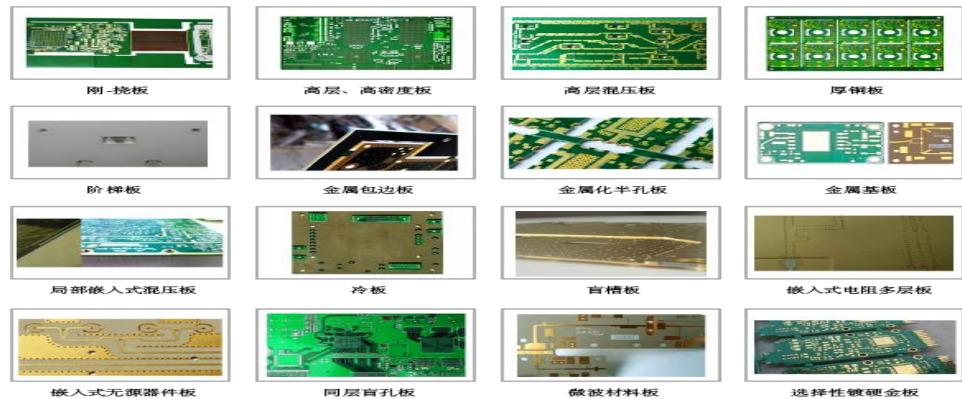 刚-挠板
高层、高密度板
高层混压板
厚铜板
阶梯板
金属包边板
金属化半孔板
金属基板
局部嵌入式混压板
冷板
盲槽板
嵌入式电阻多层板
嵌入式无源器件板
同层盲孔板
微波材料板
选择性镀硬金板